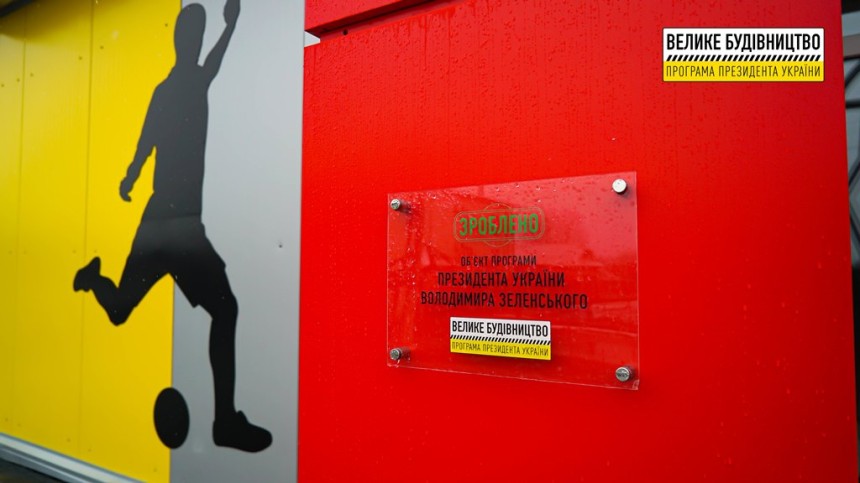 ВЕЛИКЕ БУДІВНИЦТВО
ПРОГРАМА ПРЕЗИДЕНТА УКРАЇНИ
ЗРОБЛЕНО
ОБ'ЄКТ ПРОГРАМИ
ПРЕЗИДЕНТА УКРАЇНИ
ВОЛОДИМИРА ЗЕЛЕНСЬКОГО
ВЕЛИКЕ БУДІВНИЦТВО
ПРОГРАМА ПРЕЗИДЕНТА УКРАЇНИ